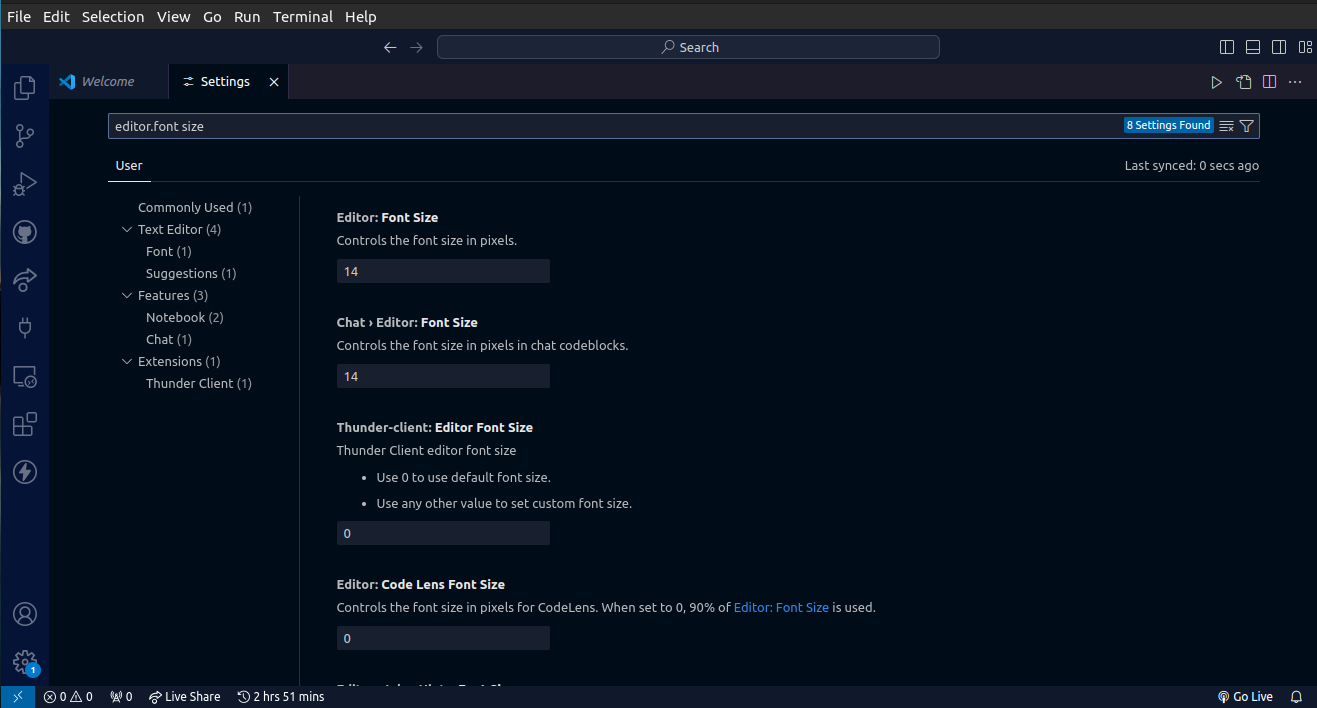 File Edit Selection View Go Run Terminal Help
Search
Welcome
Settings
editor.font size
8 Settings Found
User
Last synced: 0 secs ago
Commonly Used (1)
Text Editor (4)
Font (1)
Suggestions (1)
Features (3)
Notebook (2)
Chat (1)
Extensions (1)
Thunder Client (1)
Editor: Font Size
Controls the font size in pixels.
14
Chat › Editor: Font Size
Controls the font size in pixels in chat codeblocks.
14
Thunder-client: Editor Font Size
Thunder Client editor font size
• Use 0 to use default font size.
• Use any other value to set custom font size.
0
Editor: Code Lens Font Size
Controls the font size in pixels for CodeLens. When set to 0, 90% of Editor: Font Size is used.
0
1
0 0 0 Live Share 2 hrs 51 mins Go Live